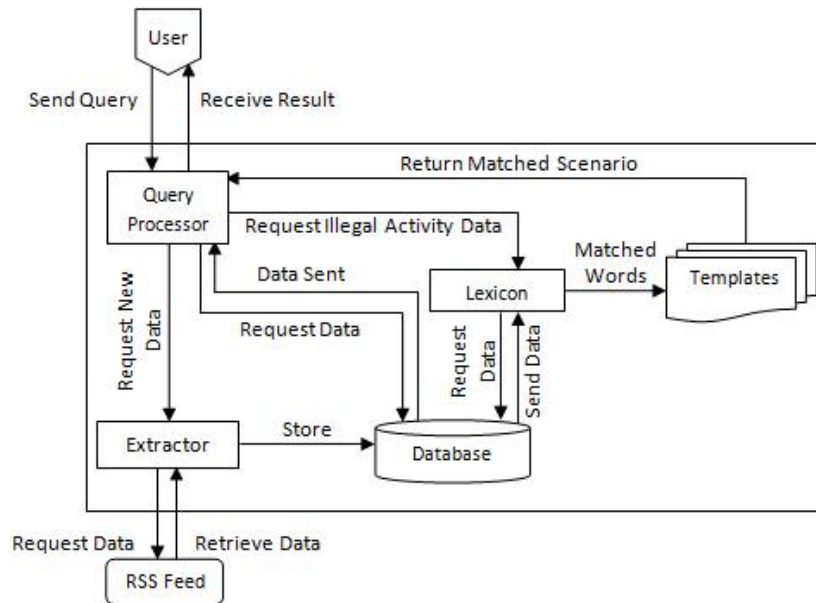 User
Send Query
Receive Result
Return Matched Scenario
Query
Processor
Request Illegal Activity Data
Matched
Words
Templates
Data Sent
Lexicon
Request New
Data
Request Data
Request
Data
Send Data
Extractor
Store
Database
Request Data
Retrieve Data
RSS Feed